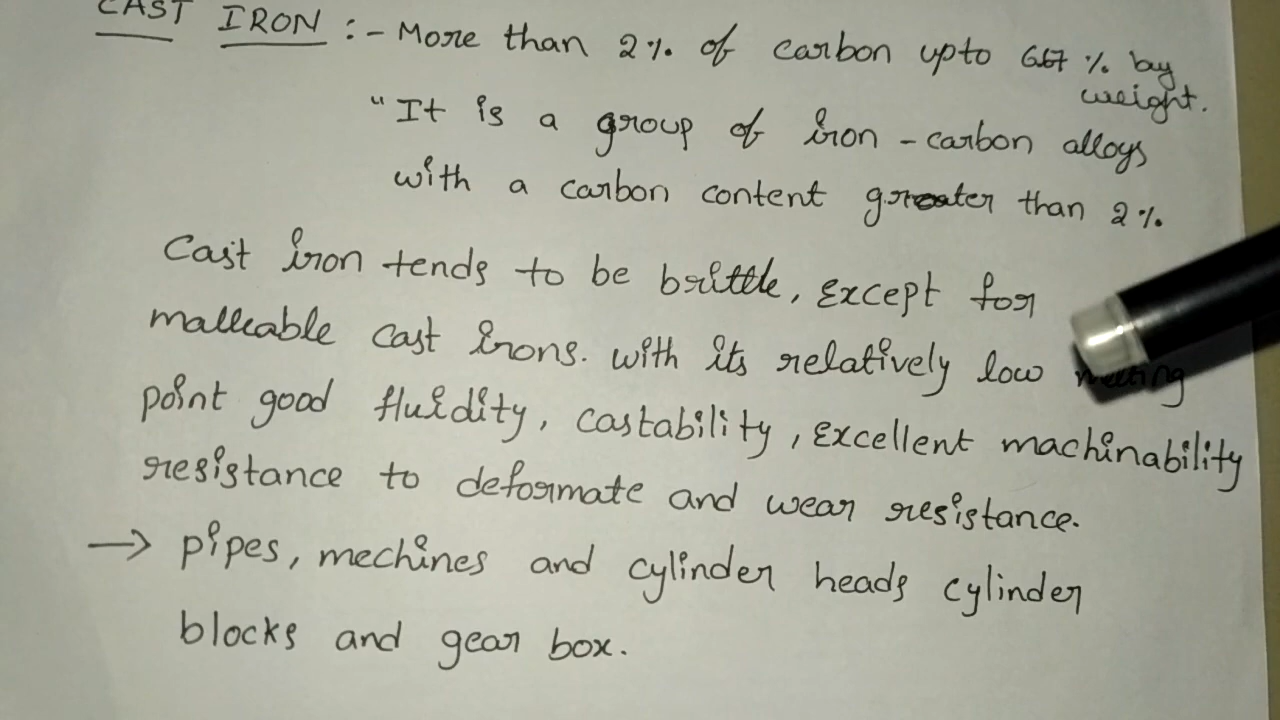 CAST IRON :- More than 2% of carbon upto 6.67 % by
weight.
"It is a group of iron - carbon alloys
with a carbon content greater than 2%
Cast iron tends to be brittle, except for
malleable cast irons. with its relatively low melting
point good fluidity, castability, excellent machinability
resistance to deformate and wear resistance.
→ pipes, mechines and cylinder heads cylinder
blocks and gear box.